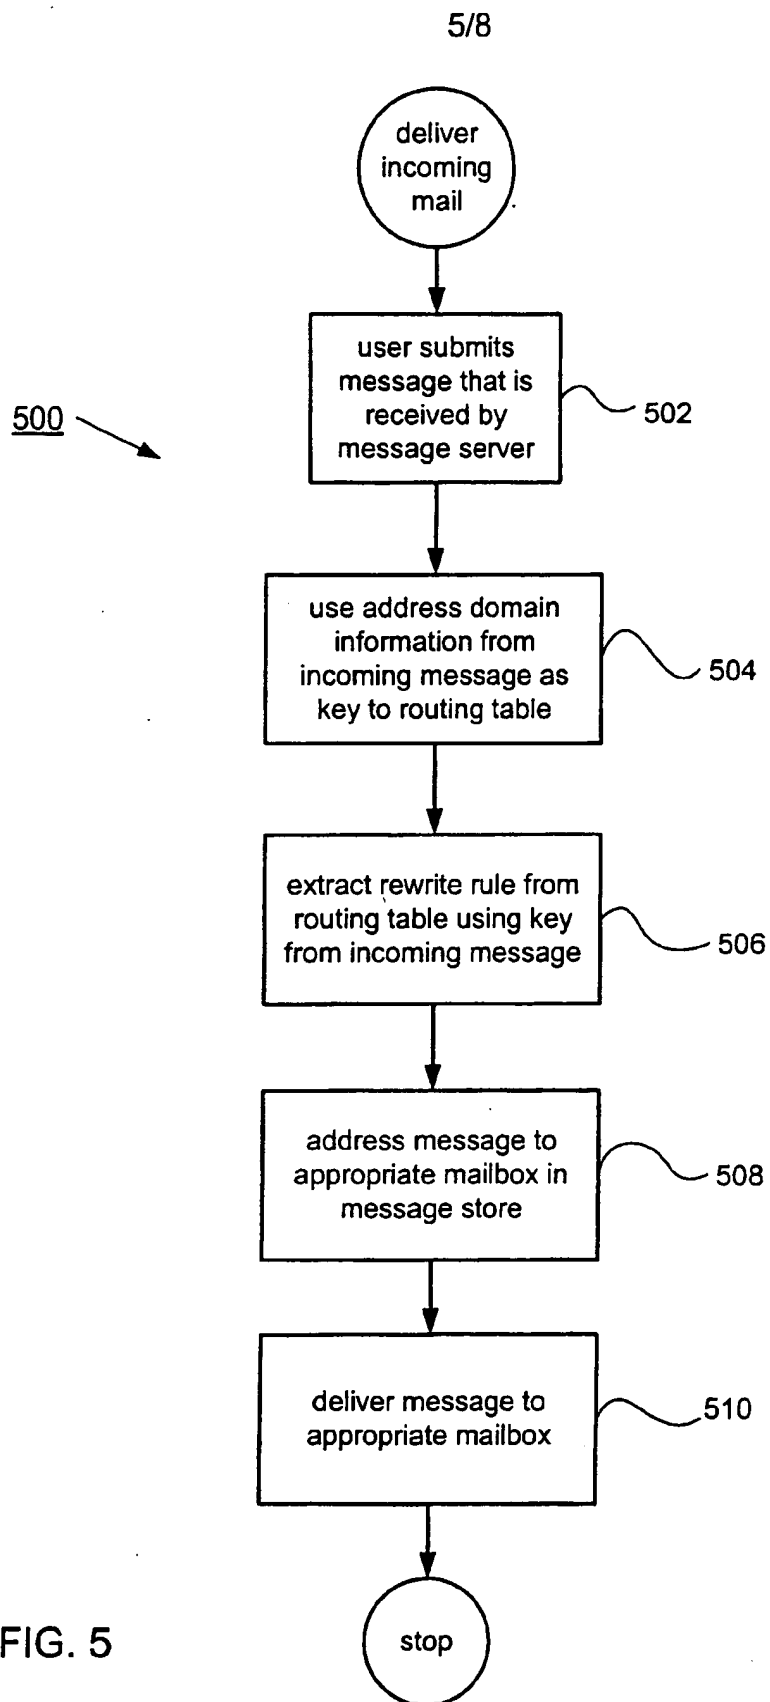 5/8
deliver
incoming
mail
user submits
message that is
received by
message server
502
500
use address domain
information from
incoming message as
key to routing table
504
extract rewrite rule from
routing table using key
from incoming message
506
address message to
appropriate mailbox in
message store
508
deliver message to
appropriate mailbox
510
stop
FIG. 5